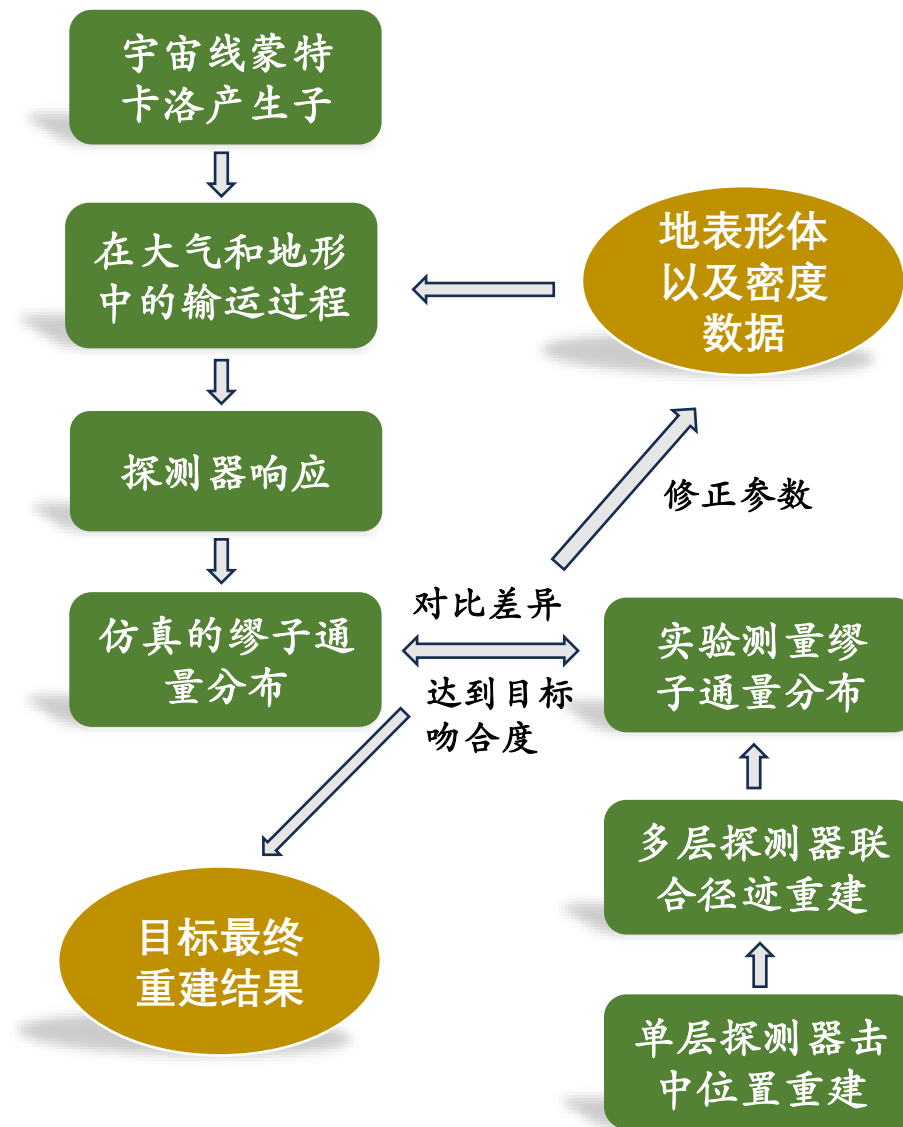 宇宙线蒙特
卡洛产生子
在大气和地形
中的输运过程
地表形体
以及密度
数据
探测器响应
修正参数
仿真的缪子通
量分布
对比差异
达到目标
吻合度
实验测量缪
子通量分布
多层探测器联
合径迹重建
目标最终
重建结果
单层探测器击
中位置重建